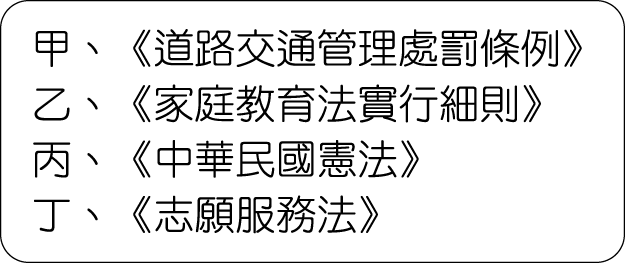 甲、《道路交通管理處罰條例》
乙、《家庭教育法實行細則》
丙、《中華民國憲法》
丁、《志願服務法》